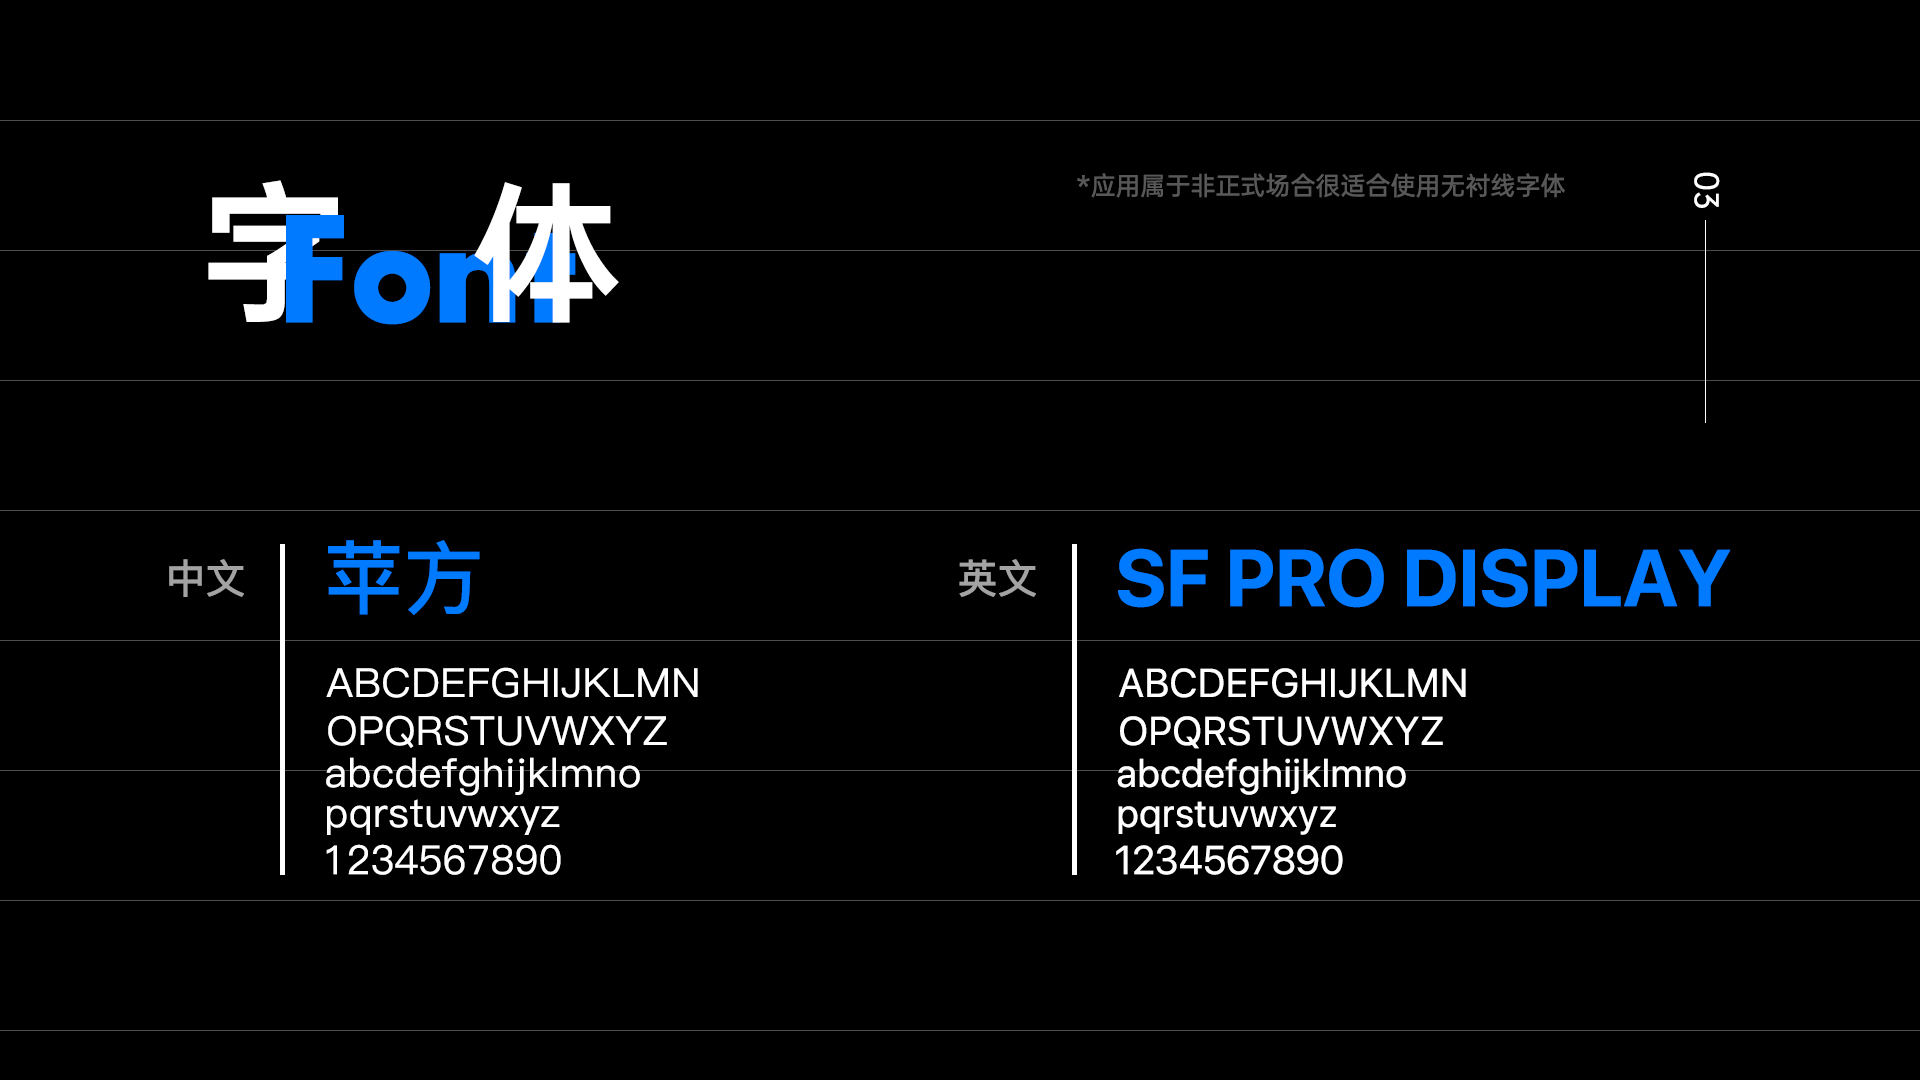 字体
Font
*应用属于非正式场合很适合使用无衬线字体
03
中文
苹方
ABCDEFGHIJKLMN
OPQRSTUVWXYZ
abcdefghijklmno
pqrstuvwxyz
1234567890
英文
SF PRO DISPLAY
ABCDEFGHIJKLMN
OPQRSTUVWXYZ
abcdefghijklmno
pqrstuvwxyz
1234567890